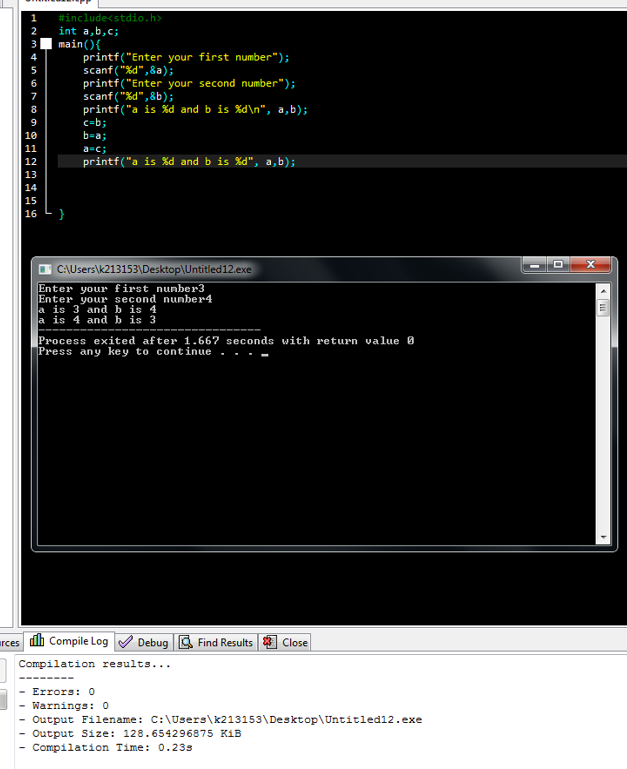 Untitled12.cpp
1 #include<stdio.h>
2 int a,b,c;
3 main(){
4 printf("Enter your first number");
5 scanf("%d",&a);
6 printf("Enter your second number");
7 scanf("%d",&b);
8 printf("a is %d and b is %d\n", a,b);
9 c=b;
10 b=a;
11 a=c;
12 printf("a is %d and b is %d", a,b);
13
14
15
16 }
C:\Users\k213153\Desktop\Untitled12.exe
Enter your first number3
Enter your second number4
a is 3 and b is 4
a is 4 and b is 3
--------------------------------
Process exited after 1.667 seconds with return value 0
Press any key to continue . . . _
rces Compile Log Debug Find Results Close
Compilation results...
--------
- Errors: 0
- Warnings: 0
- Output Filename: C:\Users\k213153\Desktop\Untitled12.exe
- Output Size: 128.654296875 KiB
- Compilation Time: 0.23s